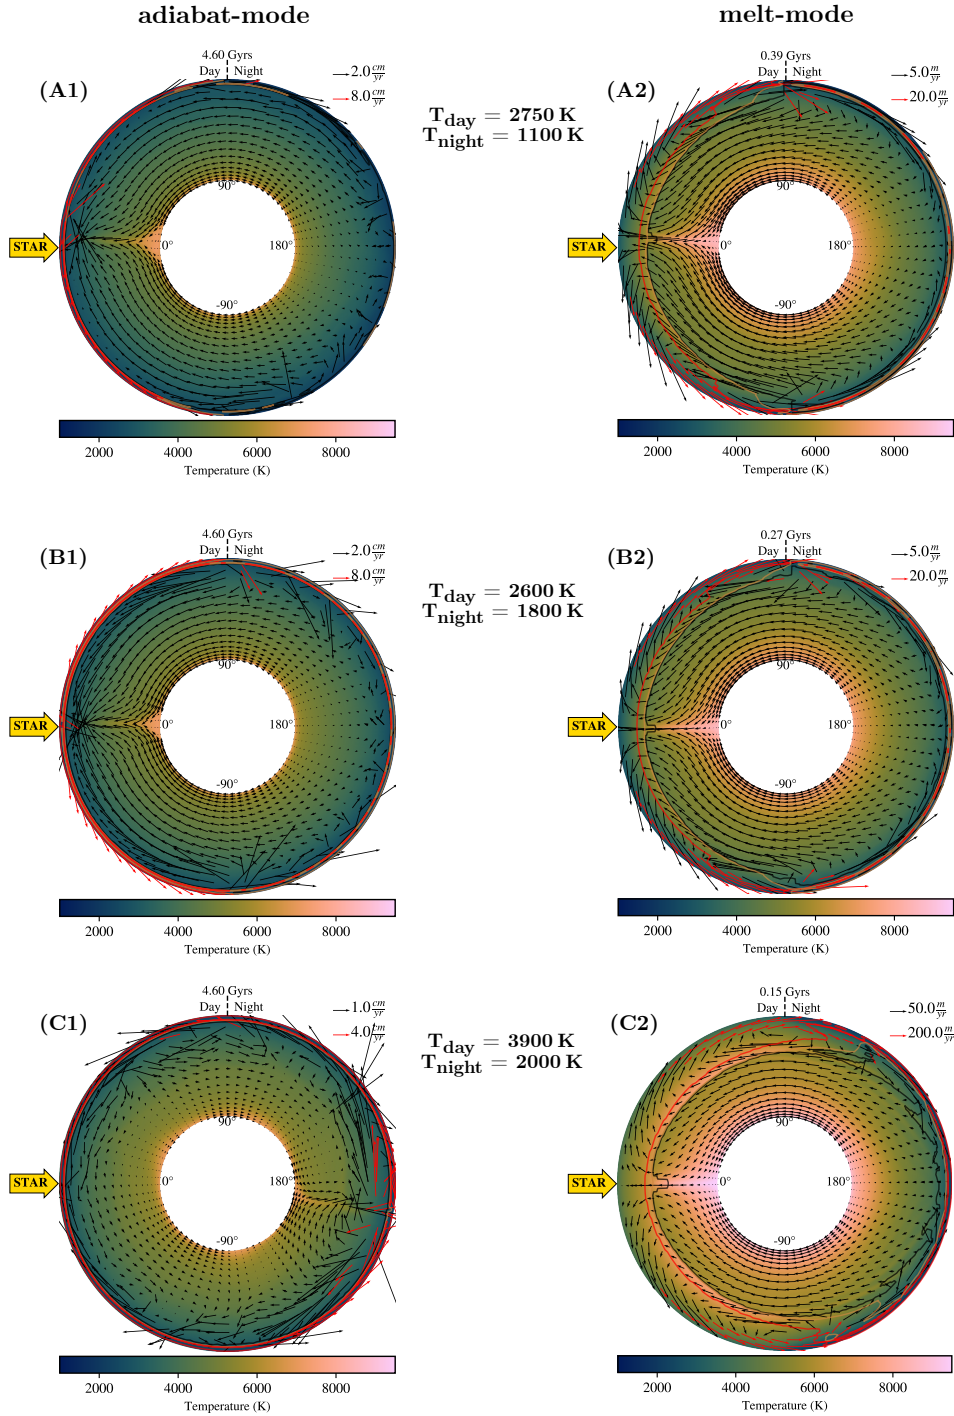 adiabat-mode
melt-mode
(A1)
4.60 Gyrs
Day Night
2.0 cm/yr
8.0 cm/yr
90°
0°
180°
-90°
STAR
2000 4000 6000 8000
Temperature (K)
T_day = 2750 K
T_night = 1100 K
(A2)
0.39 Gyrs
Day Night
5.0 m/yr
20.0 m/yr
90°
0°
180°
-90°
STAR
2000 4000 6000 8000
Temperature (K)
(B1)
4.60 Gyrs
Day Night
2.0 cm/yr
8.0 cm/yr
90°
0°
180°
-90°
STAR
2000 4000 6000 8000
Temperature (K)
T_day = 2600 K
T_night = 1800 K
(B2)
0.27 Gyrs
Day Night
5.0 m/yr
20.0 m/yr
90°
0°
180°
-90°
STAR
2000 4000 6000 8000
Temperature (K)
(C1)
4.60 Gyrs
Day Night
1.0 cm/yr
4.0 cm/yr
90°
0°
180°
-90°
STAR
2000 4000 6000 8000
Temperature (K)
T_day = 3900 K
T_night = 2000 K
(C2)
0.15 Gyrs
Day Night
50.0 m/yr
200.0 m/yr
90°
0°
180°
-90°
STAR
2000 4000 6000 8000
Temperature (K)